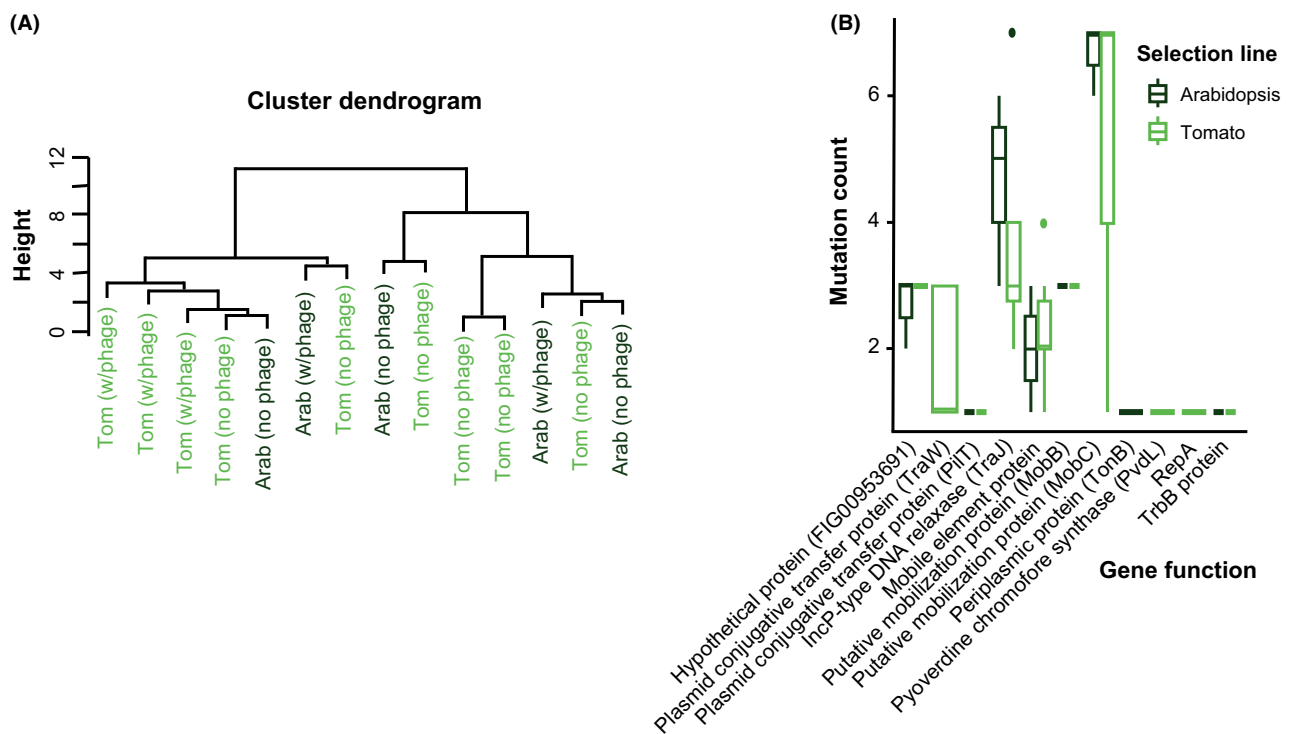 (A)
Cluster dendrogram
Height
12
8
4
0
Tom (w/phage)
Tom (w/phage)
Tom (w/phage)
Tom (no phage)
Arab (no phage)
Arab (w/phage)
Tom (no phage)
Arab (no phage)
Tom (no phage)
Tom (no phage)
Tom (no phage)
Arab (w/phage)
Tom (no phage)
Arab (no phage)
(B)
Mutation count
6
4
2
Selection line
Arabidopsis
Tomato
Hypothetical protein (FIG00953691)
Plasmid conjugative transfer protein (TraW)
Plasmid conjugative transfer protein (PilT)
IncP-type DNA relaxase (TraJ)
Mobile element protein
Putative mobilization protein (MobB)
Putative mobilization protein (MobC)
Periplasmic protein (TonB)
Pyoverdine chromofore synthase (PvdL)
RepA
TrbB protein
Gene function